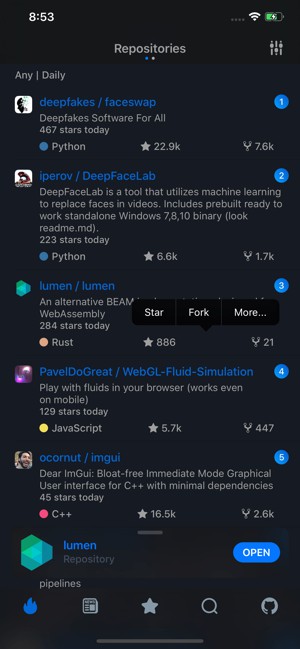 8:53
Repositories
Any | Daily
deepfakes / faceswap
1
Deepfakes Software For All
467 stars today
Python 22.9k 7.6k
iperov / DeepFaceLab
2
DeepFaceLab is a tool that utilizes machine learning
to replace faces in videos. Includes prebuilt ready to
work standalone Windows 7,8,10 binary (look
readme.md).
223 stars today
Python 6.6k 1.7k
lumen / lumen
3
An alternative BEAM
WebAssembly
Star Fork More...
284 stars today
Rust 886 21
PavelDoGreat / WebGL-Fluid-Simulation
4
Play with fluids in your browser (works even
on mobile)
129 stars today
JavaScript 5.7k 447
ocornut / imgui
5
Dear ImGui: Bloat-free Immediate Mode Graphical
User interface for C++ with minimal dependencies
45 stars today
C++ 16.5k 2.6k
lumen
Repository
OPEN
pipelines